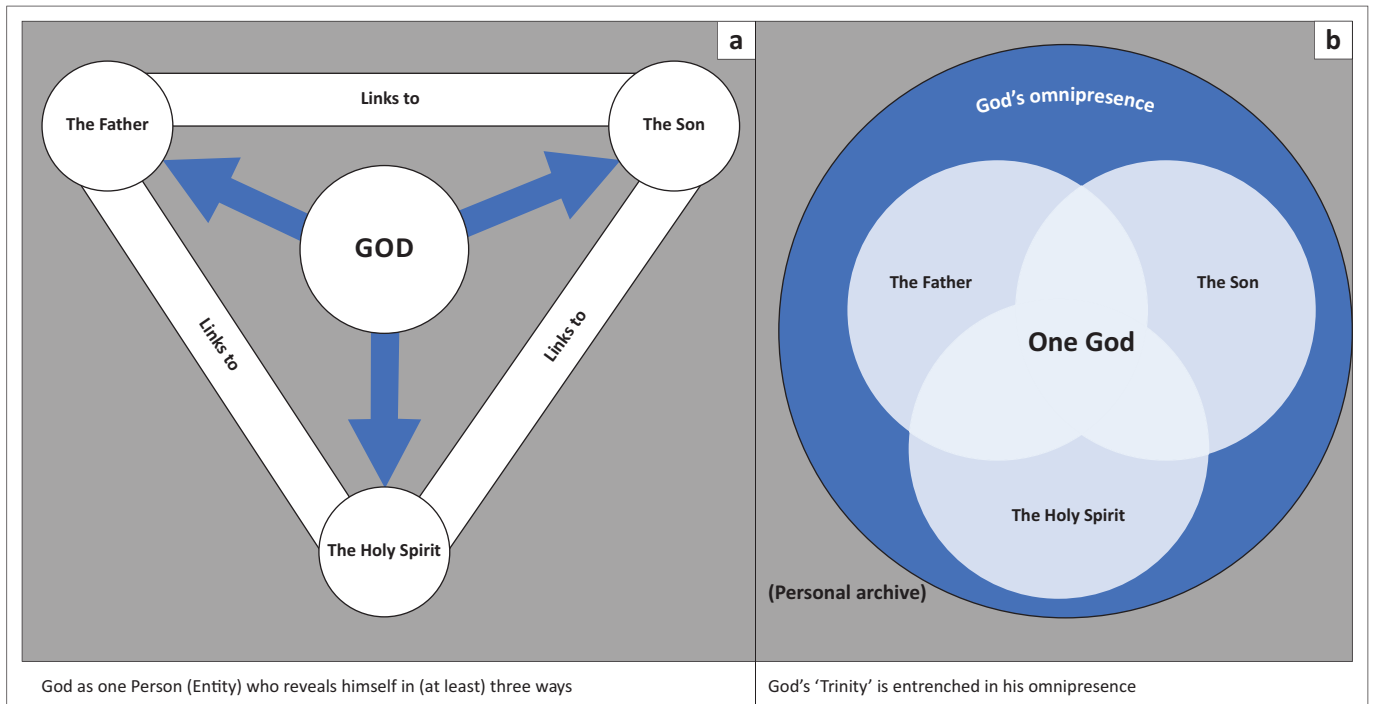 a
The Father
Links to
The Son
GOD
Links to
Links to
The Holy Spirit
God as one Person (Entity) who reveals himself in (at least) three ways
b
God’s omnipresence
The Father
The Son
One God
The Holy Spirit
(Personal archive)
God’s ‘Trinity’ is entrenched in his omnipresence